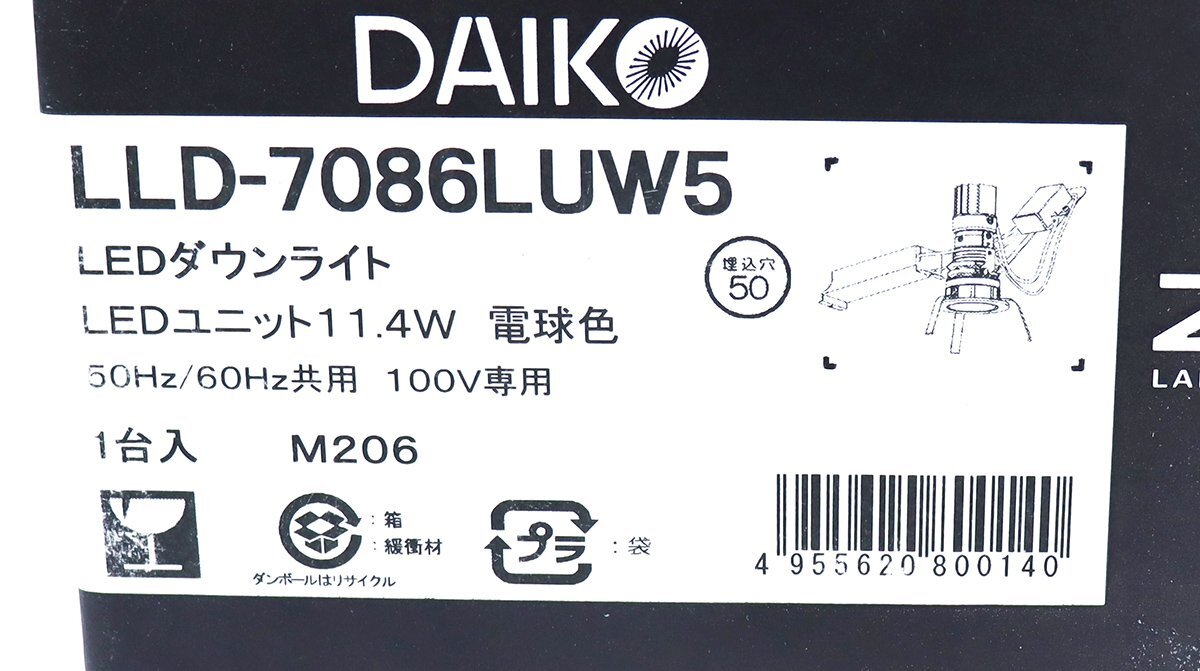 DAIKO
LLD-7086LUW5
LEDダウンライト
埋込穴
50
LEDユニット11.4W 電球色
50Hz/60Hz共用 100V専用
1台入 M206
:箱
:緩衝材
ダンボールはリサイクル
プラ
:袋
4 955620 800140
Z
LA